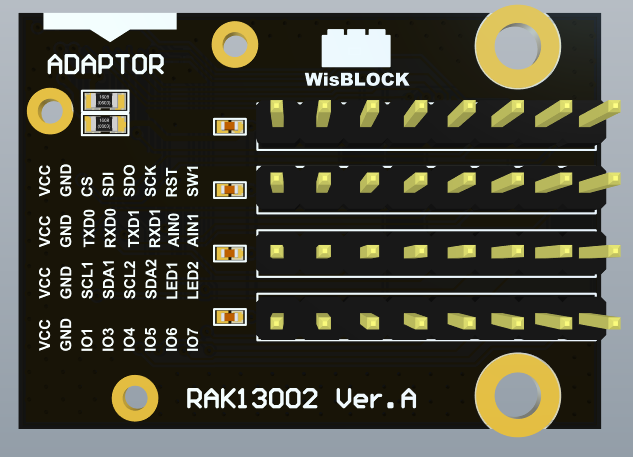 ADAPTOR
WisBLOCK
VCC GND CS SDI SDO SCK RST SW1
VCC GND TXD0 RXD0 TXD1 RXD1 AIN0 AIN1
VCC GND SCL1 SDA1 SCL2 SDA2 LED1 LED2
VCC GND IO1 IO3 IO4 IO5 IO6 IO7
RAK13002 Ver.A